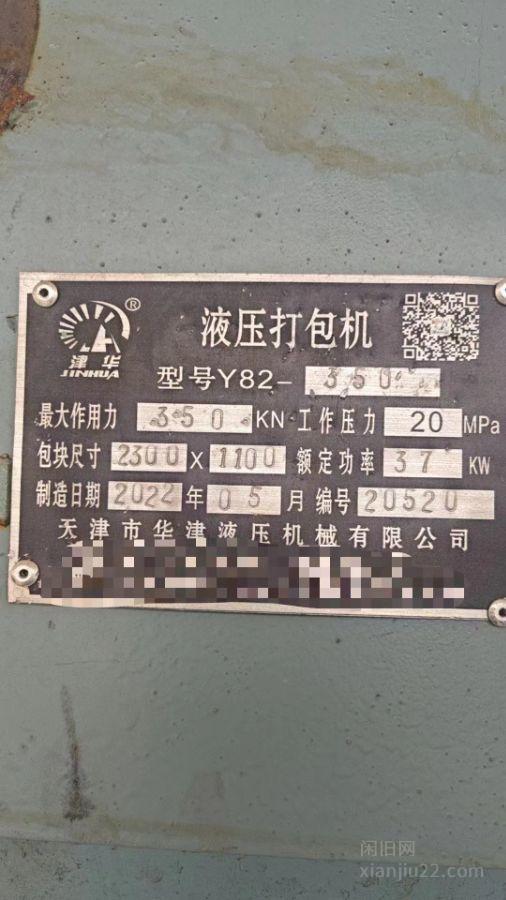 津华 ®
JINHUA
液压打包机
型号Y82-350
最大作用力 350 KN 工作压力 20 MPa
包块尺寸 2300 X 1100 额定功率 37 KW
制造日期 2022 年 05 月 编号 20520
天津市华津液压机械有限公司
闲旧网
xianjiu22.com